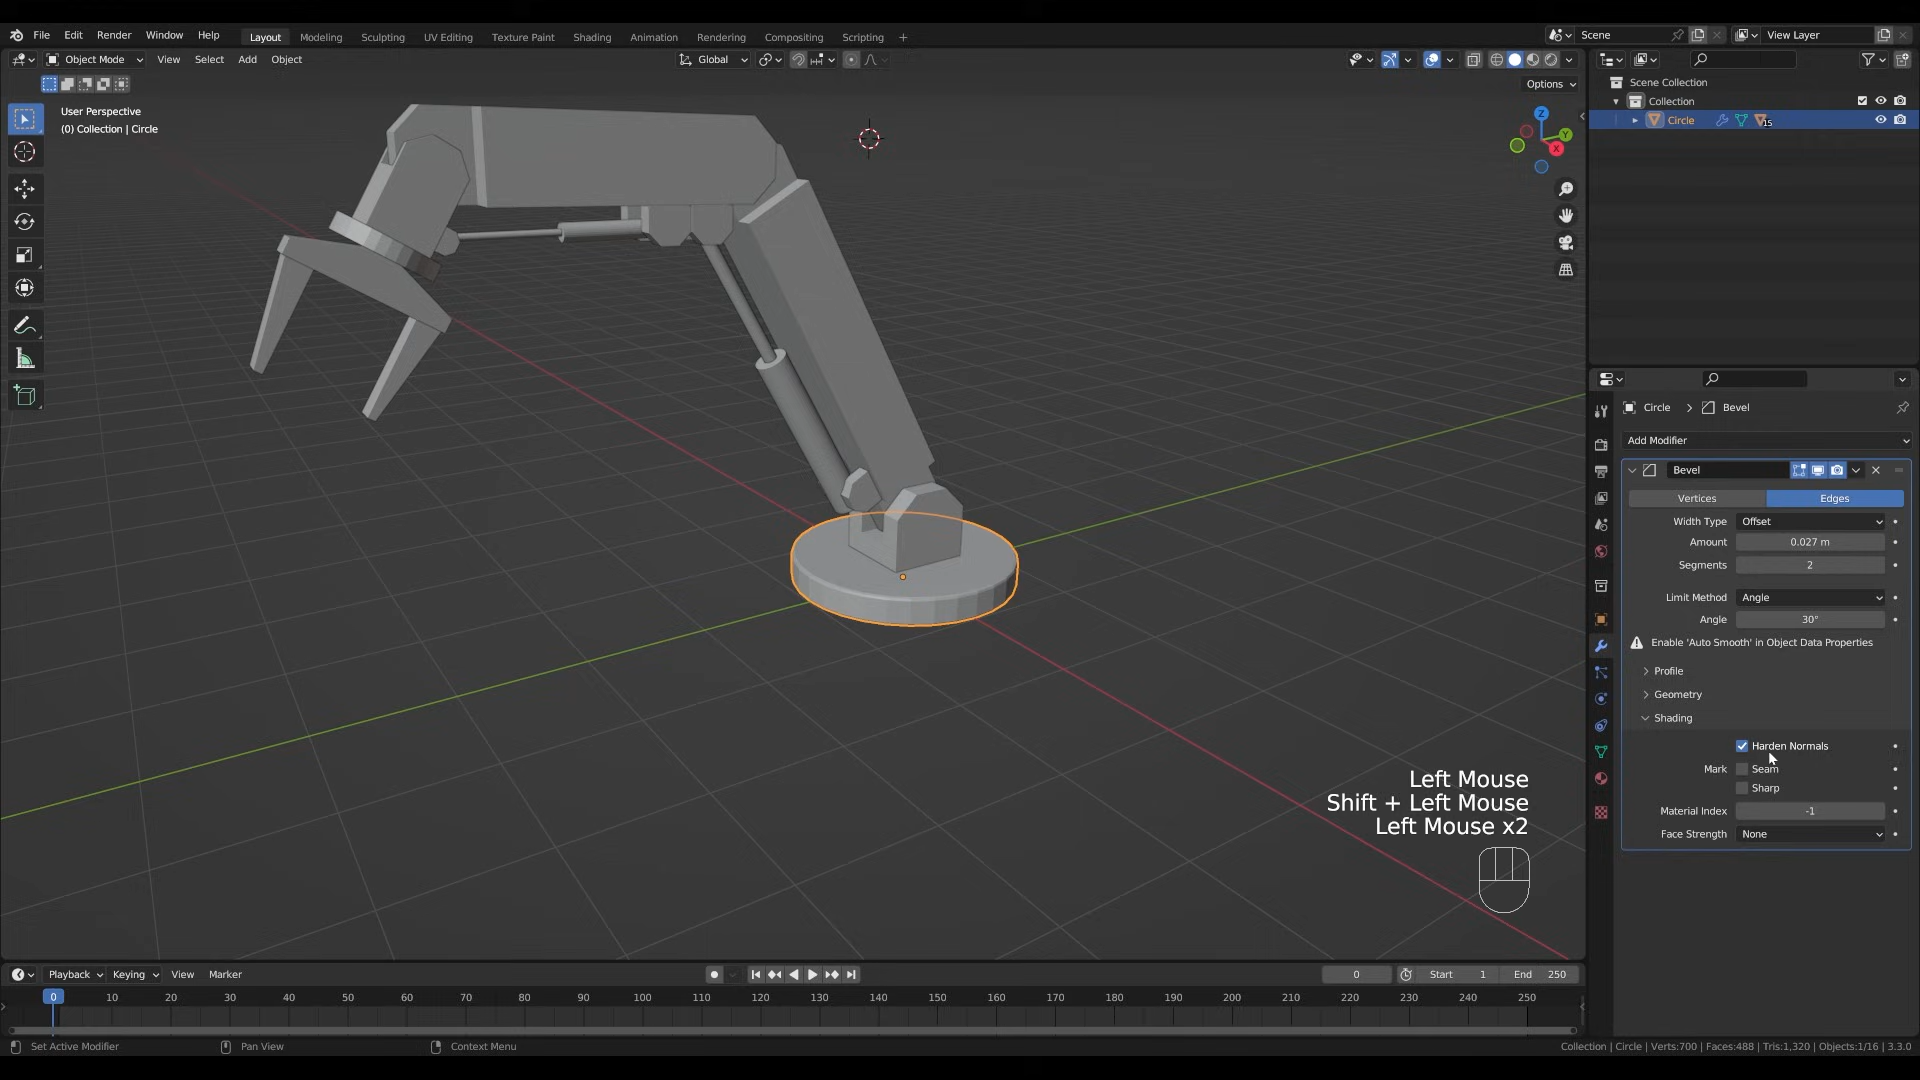 File Edit Render Window Help Layout Modeling Sculpting UV Editing Texture Paint Shading Animation Rendering Compositing Scripting + Scene View Layer
Object Mode View Select Add Object Global
Options
User Perspective
(0) Collection | Circle
Z
Y
X
Scene Collection
Collection
Circle 15
Circle > Bevel
Add Modifier
Bevel
Vertices Edges
Width Type Offset
Amount 0.027 m
Segments 2
Limit Method Angle
Angle 30°
Enable 'Auto Smooth' in Object Data Properties
Profile
Geometry
Shading
Harden Normals
Mark Seam
Sharp
Material Index -1
Face Strength None
Left Mouse
Shift + Left Mouse
Left Mouse x2
Playback Keying View Marker 0 Start 1 End 250
0 10 20 30 40 50 60 70 80 90 100 110 120 130 140 150 160 170 180 190 200 210 220 230 240 250
Set Active Modifier Pan View Context Menu Collection | Circle | Verts:700 | Faces:488 | Tris:1,320 | Objects:1/16 | 3.3.0